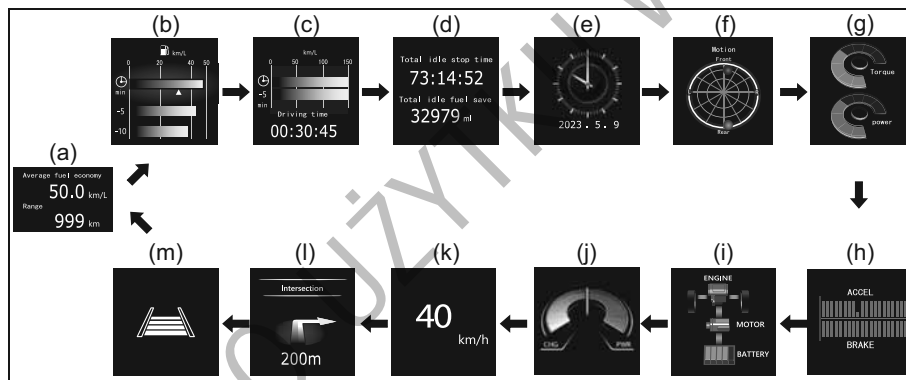 (b)
km/L
0 40 50
min
-5
-10
(c)
km/L
0 50 100 150
-5
min
Driving time
00:30:45
(d)
Total idle stop time
73:14:52
Total idle fuel save
32979 ml
(e)
2023. 5. 9
(f)
Motion
Front
Rear
(g)
Torque
power
(a)
Average fuel economy
50.0 km/L
Range
999 km
(m)
(l)
Intersection
200m
(k)
40
km/h
(j)
CHG PWR
(i)
ENGINE
MOTOR
BATTERY
(h)
ACCEL
BRAKE
UŻYTKU W